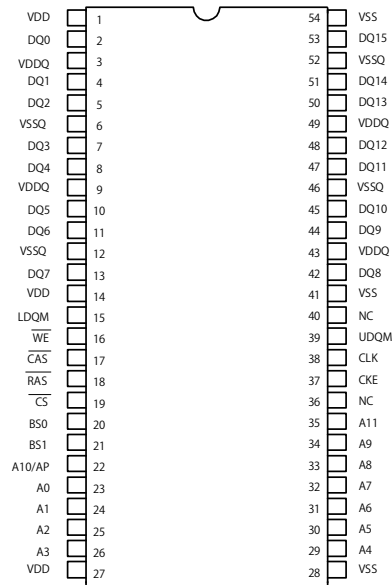 VDD 1 54 VSS
DQ0 2 53 DQ15
VDDQ 3 52 VSSQ
DQ1 4 51 DQ14
DQ2 5 50 DQ13
VSSQ 6 49 VDDQ
DQ3 7 48 DQ12
DQ4 8 47 DQ11
VDDQ 9 46 VSSQ
DQ5 10 45 DQ10
DQ6 11 44 DQ9
VSSQ 12 43 VDDQ
DQ7 13 42 DQ8
VDD 14 41 VSS
LDQM 15 40 NC
W̅E̅ 16 39 UDQM
C̅A̅S̅ 17 38 CLK
R̅A̅S̅ 18 37 CKE
C̅S̅ 19 36 NC
BS0 20 35 A11
BS1 21 34 A9
A10/AP 22 33 A8
A0 23 32 A7
A1 24 31 A6
A2 25 30 A5
A3 26 29 A4
VDD 27 28 VSS